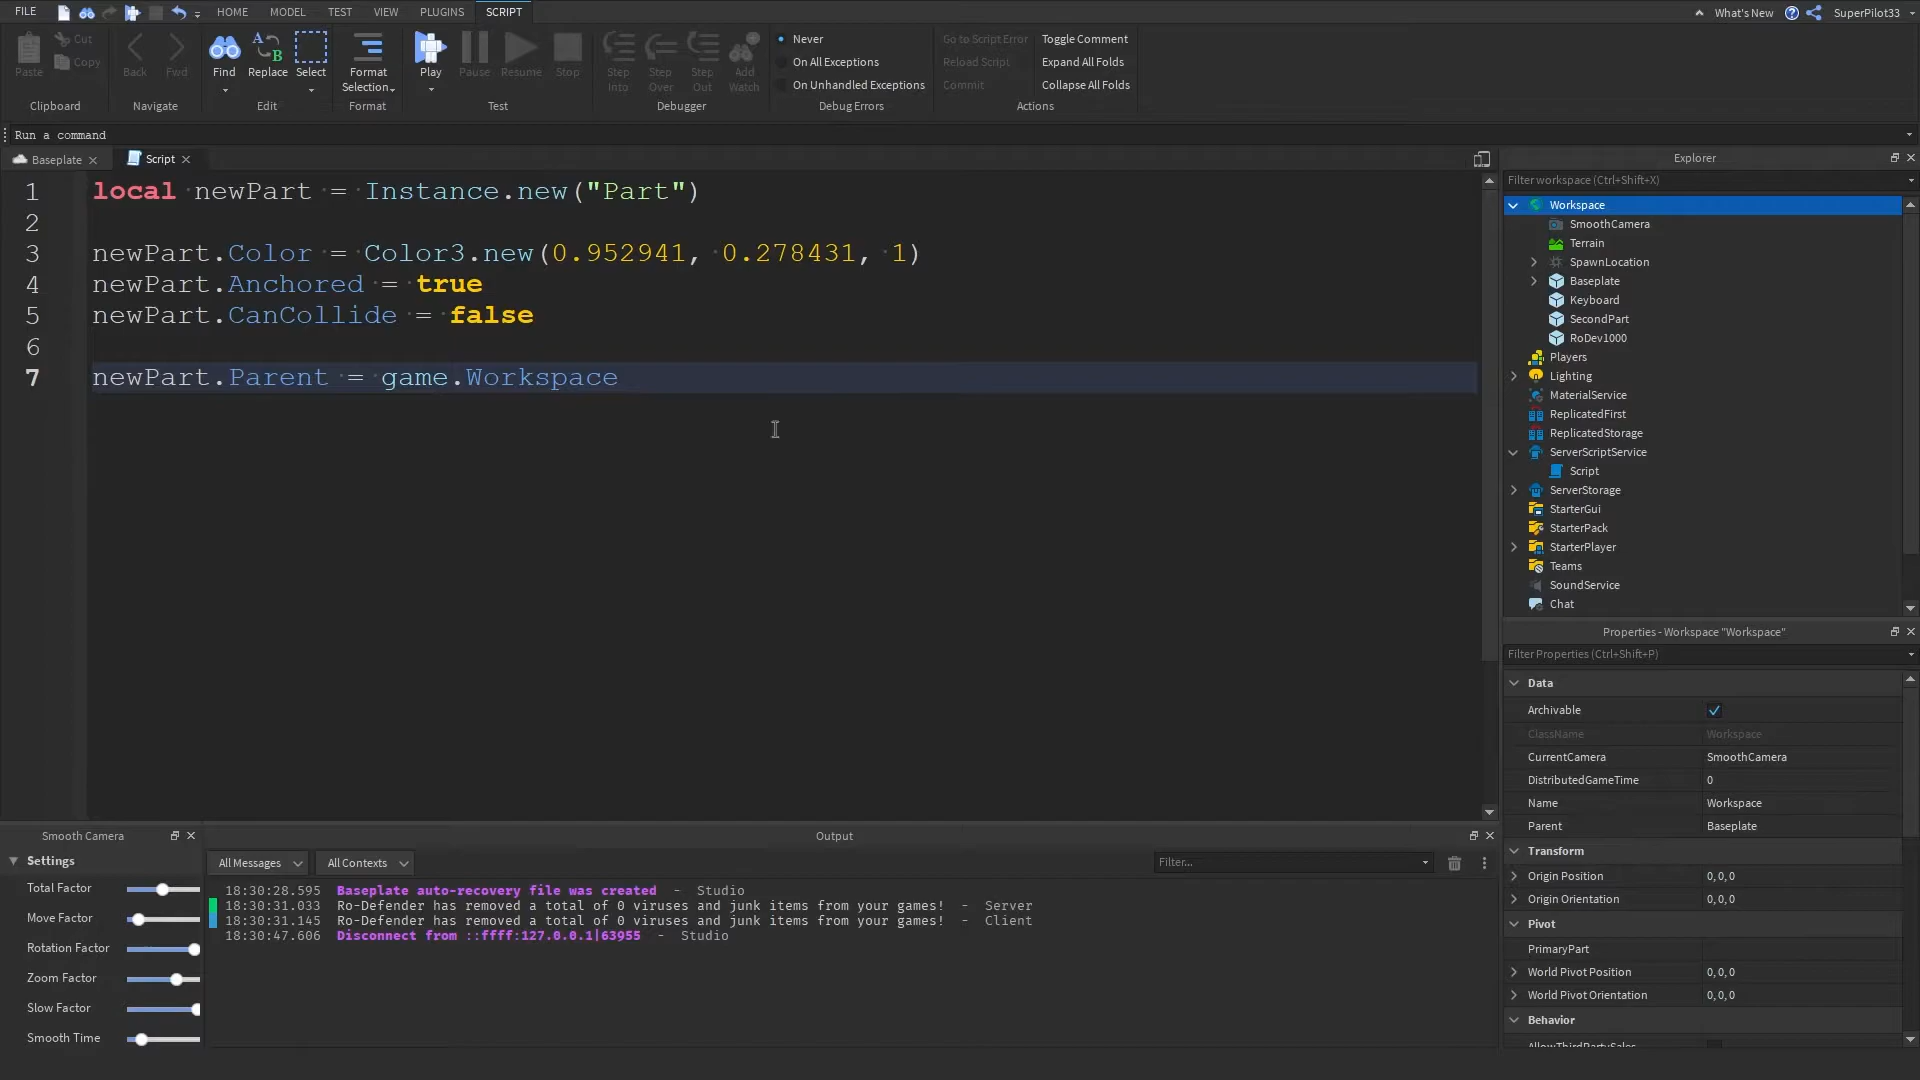 FILE HOME MODEL TEST VIEW PLUGINS SCRIPT What's New SuperPilot33
Paste Cut Copy Clipboard
Back Fwd Navigate
Find Replace Select Edit
Format Selection Format
Play Pause Resume Stop Test
Step Into Step Over Step Out Add Watch Debugger
Never
On All Exceptions
On Unhandled Exceptions
Debug Errors
Go to Script Error Toggle Comment
Reload Script Expand All Folds
Commit Collapse All Folds
Actions
Run a command
Baseplate Script
1 local newPart = Instance.new("Part")
2
3 newPart.Color = Color3.new(0.952941, 0.278431, 1)
4 newPart.Anchored = true
5 newPart.CanCollide = false
6
7 newPart.Parent = game.Workspace
Explorer
Filter workspace (Ctrl+Shift+X)
Workspace
SmoothCamera
Terrain
SpawnLocation
Baseplate
Keyboard
SecondPart
RoDev1000
Players
Lighting
MaterialService
ReplicatedFirst
ReplicatedStorage
ServerScriptService
Script
ServerStorage
StarterGui
StarterPack
StarterPlayer
Teams
SoundService
Chat
Properties - Workspace "Workspace"
Filter Properties (Ctrl+Shift+P)
Data
Archivable
ClassName Workspace
CurrentCamera SmoothCamera
DistributedGameTime 0
Name Workspace
Parent Baseplate
Transform
Origin Position 0, 0, 0
Origin Orientation 0, 0, 0
Pivot
PrimaryPart
World Pivot Position 0, 0, 0
World Pivot Orientation 0, 0, 0
Behavior
AllowThirdPartySales
Smooth Camera
Settings
Total Factor
Move Factor
Rotation Factor
Zoom Factor
Slow Factor
Smooth Time
Output
All Messages All Contexts Filter...
18:30:28.595 Baseplate auto-recovery file was created - Studio
18:30:31.033 Ro-Defender has removed a total of 0 viruses and junk items from your games! - Server
18:30:31.145 Ro-Defender has removed a total of 0 viruses and junk items from your games! - Client
18:30:47.606 Disconnect from ::ffff:127.0.0.1|63955 - Studio